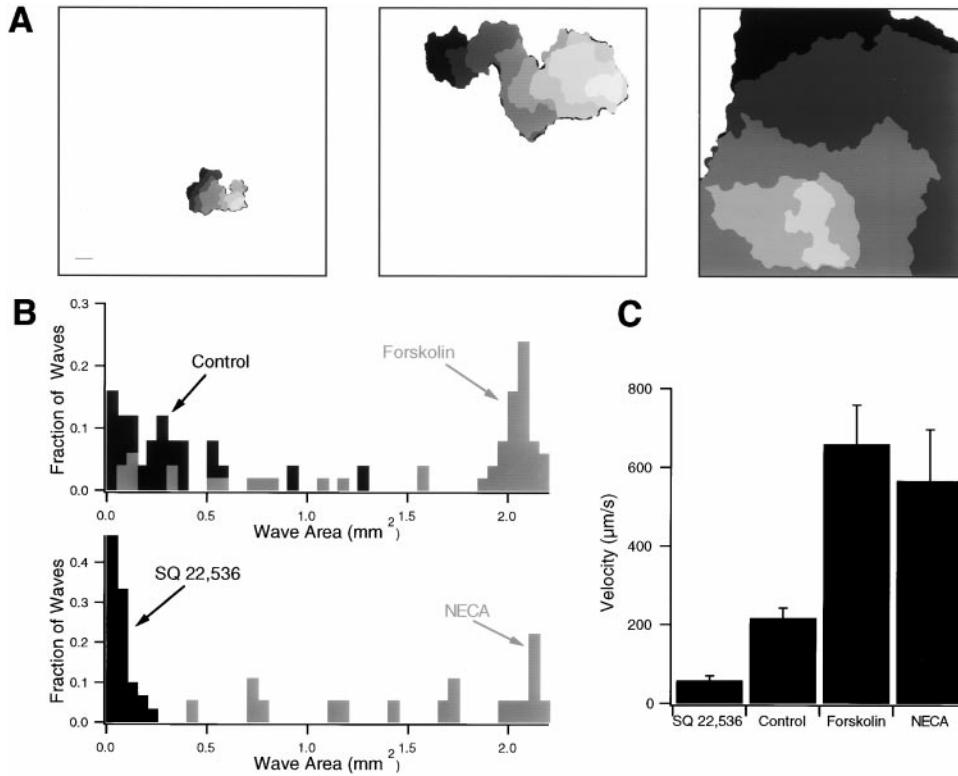 A
B
Fraction of Waves
0.3
0.2
0.1
0.0
Control
Forskolin
0.0 0.5 1.0 1.5 2.0
Wave Area (mm2)
Fraction of Waves
0.4
0.3
0.2
0.1
0.0
SQ 22,536
NECA
0.0 0.5 1.0 1.5 2.0
Wave Area (mm2)
C
Velocity (µm/s)
800
600
400
200
0
SQ 22,536 Control Forskolin NECA